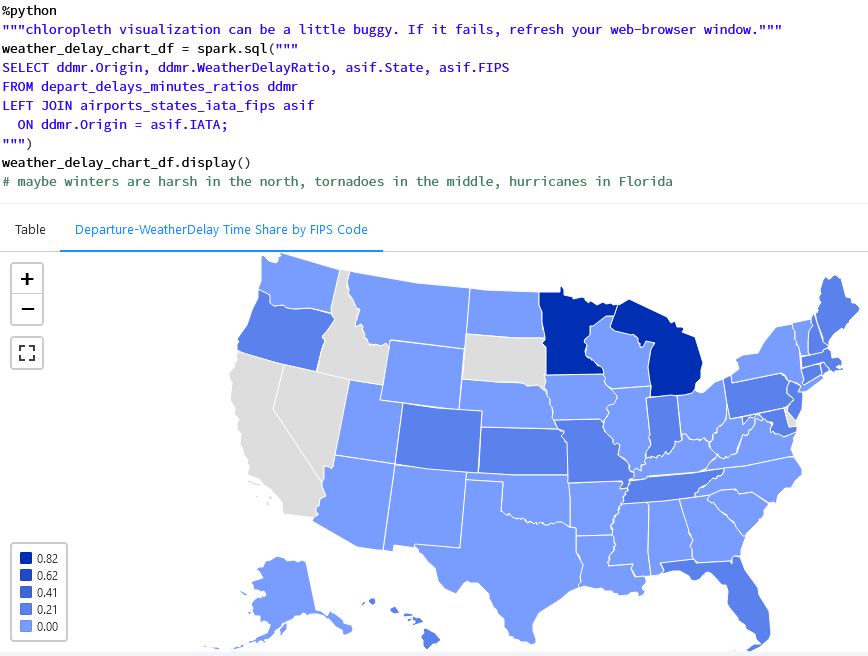 %python
"""chloropleth visualization can be a little buggy. If it fails, refresh your web-browser window."""
weather_delay_chart_df = spark.sql("""
SELECT ddmr.Origin, ddmr.WeatherDelayRatio, asif.State, asif.FIPS
FROM depart_delays_minutes_ratios ddmr
LEFT JOIN airports_states_iata_fips asif
  ON ddmr.Origin = asif.IATA;
""")
weather_delay_chart_df.display()
# maybe winters are harsh in the north, tornadoes in the middle, hurricanes in Florida
Table
Departure-WeatherDelay Time Share by FIPS Code
+
−
0.82
0.62
0.41
0.21
0.00